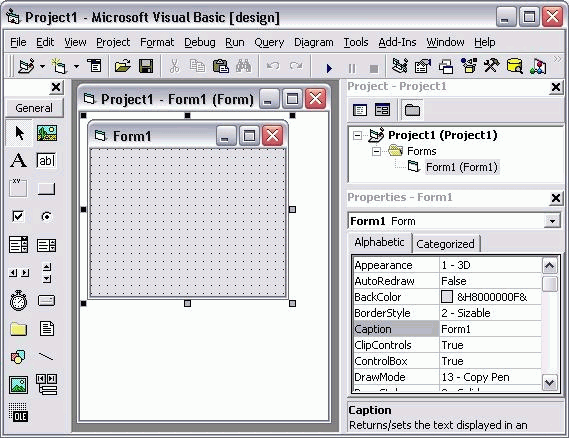 Project1 - Microsoft Visual Basic [design]
File Edit View Project Format Debug Run Query Diagram Tools Add-Ins Window Help
General
A
ab|
xv
OLE
Project1 - Form1 (Form)
Form1
Project - Project1
Project1 (Project1)
Forms
Form1 (Form1)
Properties - Form1
Form1 Form
Alphabetic Categorized
Appearance 1 - 3D
AutoRedraw False
BackColor &H8000000F&
BorderStyle 2 - Sizable
Caption Form1
ClipControls True
ControlBox True
DrawMode 13 - Copy Pen
Caption
Returns/sets the text displayed in an